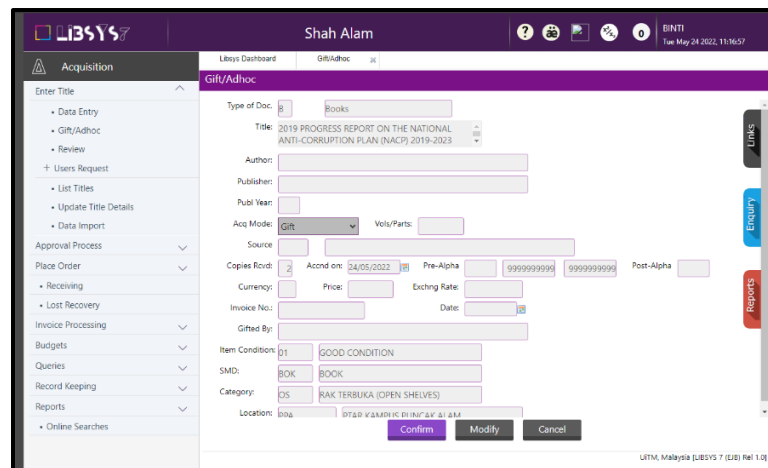 LIBSYS7
Shah Alam
? æ x²/y₂ 0
BINTI
Tue May 24 2022, 11:16:57
Acquisition
Enter Title
• Data Entry
• Gift/Adhoc
• Review
+ Users Request
• List Titles
• Update Title Details
• Data Import
Approval Process
Place Order
• Receiving
• Lost Recovery
Invoice Processing
Budgets
Queries
Record Keeping
Reports
• Online Searches
Libsys Dashboard
Gift/Adhoc
Gift/Adhoc
Type of Doc. B Books
Title: 2019 PROGRESS REPORT ON THE NATIONAL
ANTI-CORRUPTION PLAN (NACP) 2019-2023
Author:
Publisher:
Publ Year:
Acq Mode: Gift Vols/Parts:
Source
Copies Rcvd: 2 Accnd on: 24/05/2022 Pre-Alpha 9999999999 9999999999 Post-Alpha
Currency: Price: Exchng Rate:
Invoice No.: Date:
Gifted By:
Item Condition: 01 GOOD CONDITION
SMD: BOK BOOK
Category: OS RAK TERBUKA (OPEN SHELVES)
Location: PPA PTAR KAMPUS PUNCAK ALAM
Confirm Modify Cancel
Links
Enquiry
Reports
UiTM, Malaysia [LIBSYS 7 (EJB) Rel 1.0]